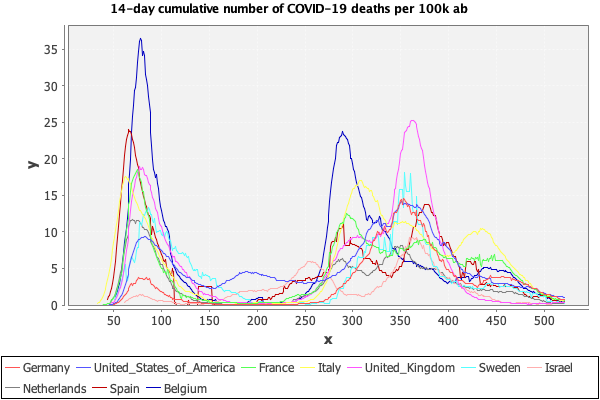 14-day cumulative number of COVID-19 deaths per 100k ab
35
30
25
20
15
10
5
0
y
50 100 150 200 250 300 350 400 450 500
x
Germany United_States_of_America France Italy United_Kingdom Sweden Israel
Netherlands Spain Belgium